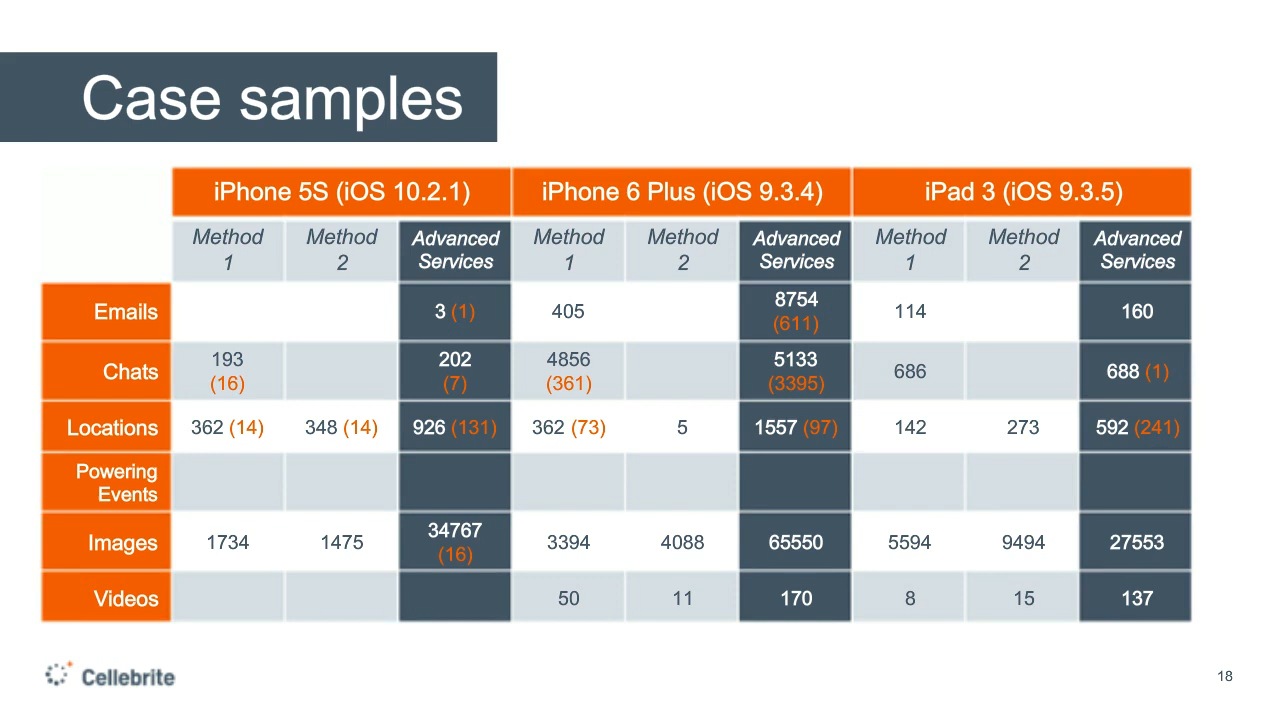 Case samples
iPhone 5S (iOS 10.2.1) iPhone 6 Plus (iOS 9.3.4) iPad 3 (iOS 9.3.5)
Method 1 Method 2 Advanced Services Method 1 Method 2 Advanced Services Method 1 Method 2 Advanced Services
Emails 3 (1) 405 8754 (611) 114 160
Chats 193 (16) 202 (7) 4856 (361) 5133 (3395) 686 688 (1)
Locations 362 (14) 348 (14) 926 (131) 362 (73) 5 1557 (97) 142 273 592 (241)
Powering Events
Images 1734 1475 34767 (16) 3394 4088 65550 5594 9494 27553
Videos 50 11 170 8 15 137
Cellebrite
18